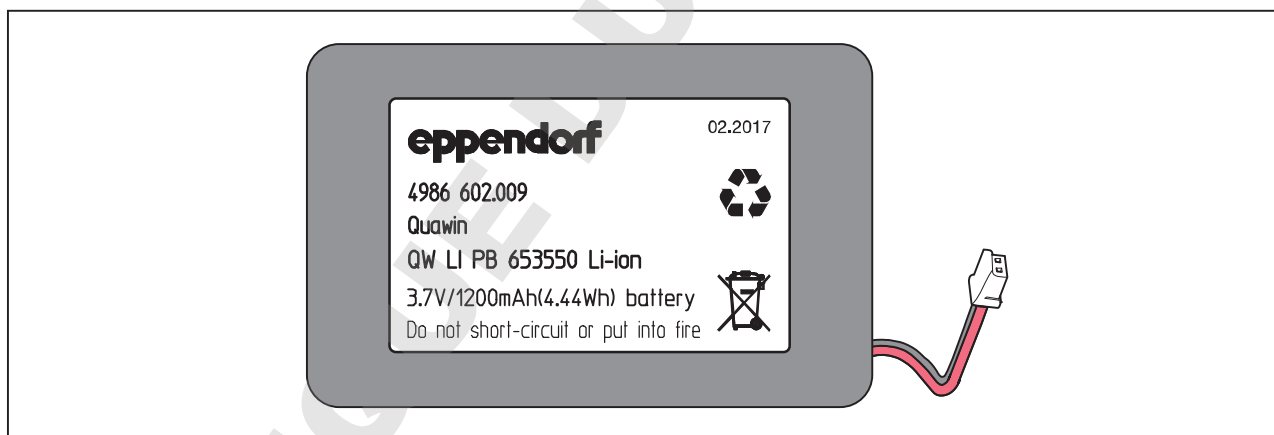 eppendorf
02.2017
4986 602.009
Quawin
QW LI PB 653550 Li-ion
3.7V/1200mAh(4.44Wh) battery
Do not short-circuit or put into fire